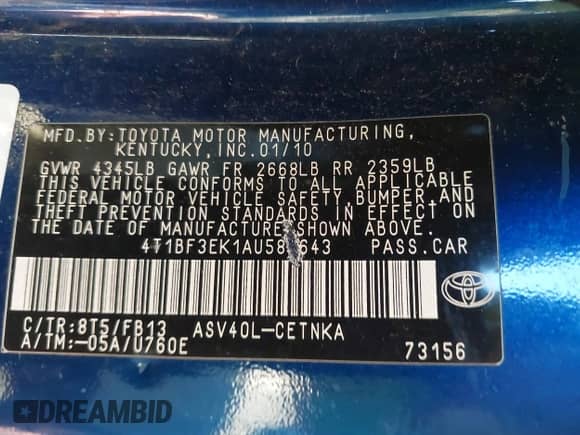 MFD.BY:TOYOTA MOTOR MANUFACTURING,
KENTUCKY,INC.01/10
GVWR 4345LB GAWR FR 2668LB RR 2359LB
THIS VEHICLE CONFORMS TO ALL APPLICABLE
FEDERAL MOTOR VEHICLE SAFETY,BUMPER,AND
THEFT PREVENTION STANDARDS IN EFFECT ON
THE DATE OF MANUFACTURE SHOWN ABOVE.
PASS.CAR
C/TR:8T5/FB13 ASV40L-CETNKA
A/TM:-05A/U760E 73156
DREAMBID